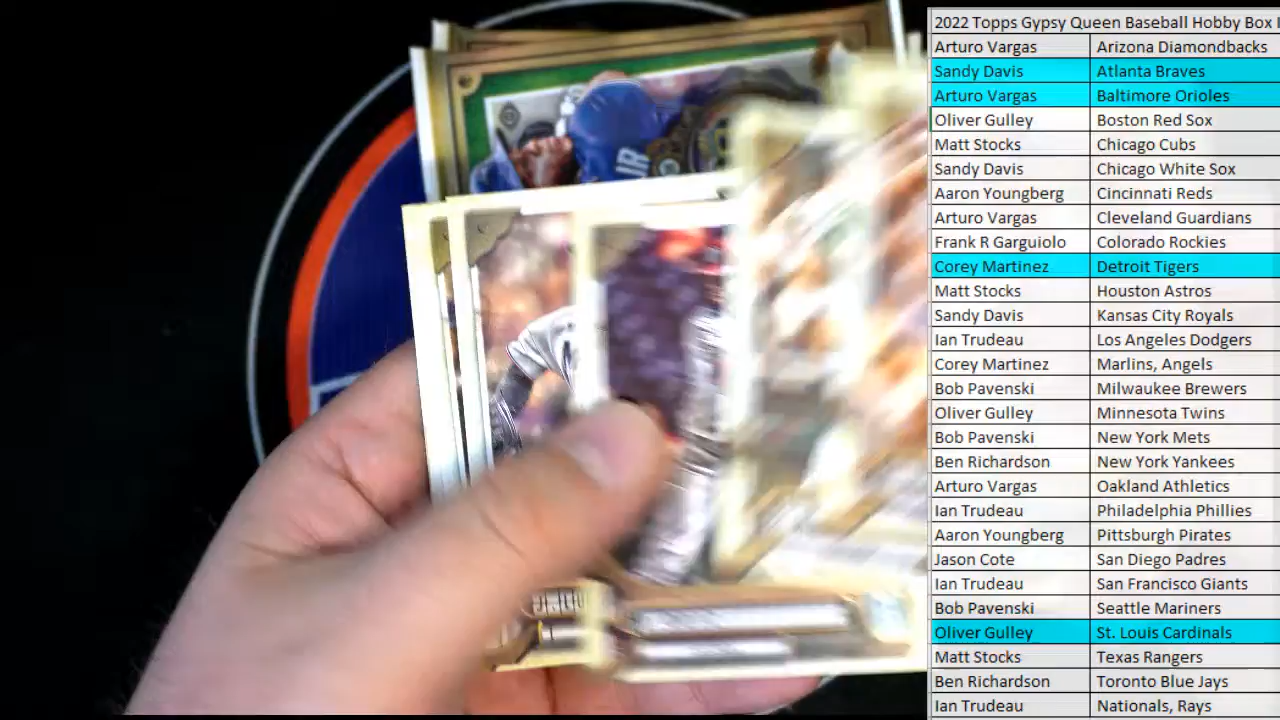 2022 Topps Gypsy Queen Baseball Hobby Box
Arturo Vargas Arizona Diamondbacks
Sandy Davis Atlanta Braves
Arturo Vargas Baltimore Orioles
Oliver Gulley Boston Red Sox
Matt Stocks Chicago Cubs
Sandy Davis Chicago White Sox
Aaron Youngberg Cincinnati Reds
Arturo Vargas Cleveland Guardians
Frank R Garguiolo Colorado Rockies
Corey Martinez Detroit Tigers
Matt Stocks Houston Astros
Sandy Davis Kansas City Royals
Ian Trudeau Los Angeles Dodgers
Corey Martinez Marlins, Angels
Bob Pavenski Milwaukee Brewers
Oliver Gulley Minnesota Twins
Bob Pavenski New York Mets
Ben Richardson New York Yankees
Arturo Vargas Oakland Athletics
Ian Trudeau Philadelphia Phillies
Aaron Youngberg Pittsburgh Pirates
Jason Cote San Diego Padres
Ian Trudeau San Francisco Giants
Bob Pavenski Seattle Mariners
Oliver Gulley St. Louis Cardinals
Matt Stocks Texas Rangers
Ben Richardson Toronto Blue Jays
Ian Trudeau Nationals, Rays
JR